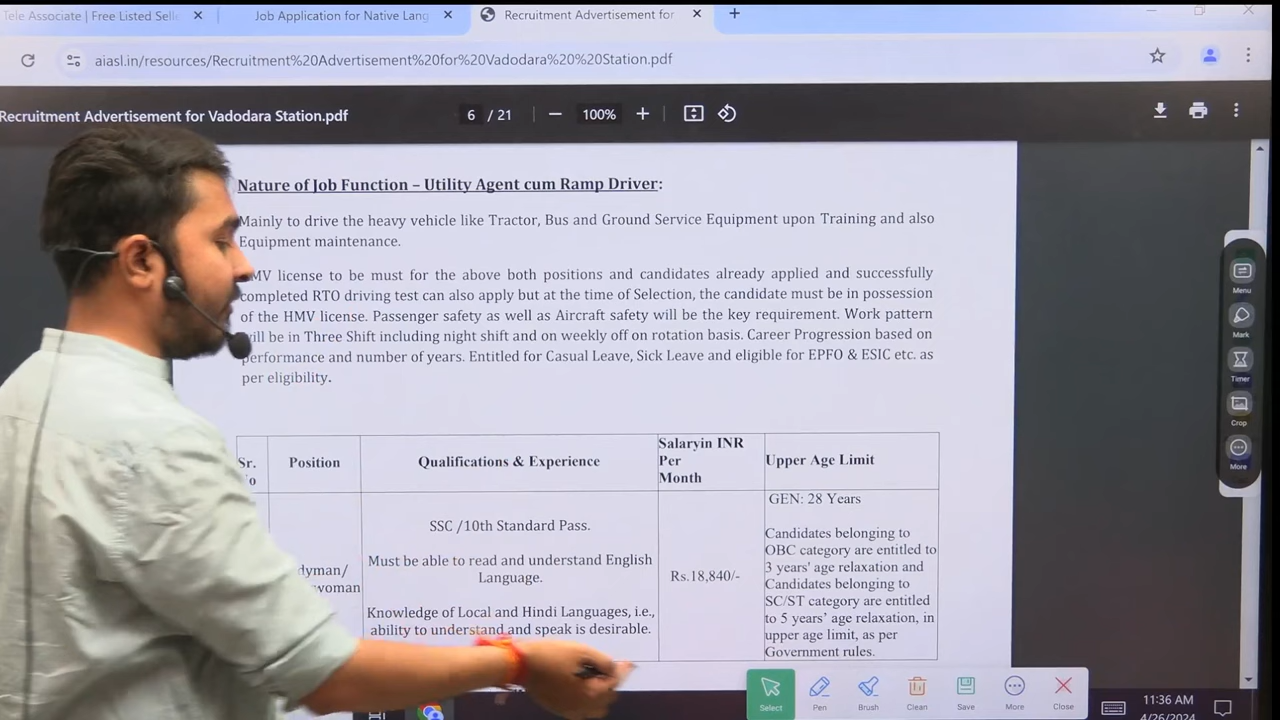 Tele Associate | Free Listed Sell
Job Application for Native Lang
Recruitment Advertisement for
aiasl.in/resources/Recruitment%20Advertisement%20for%20Vadodara%20%20Station.pdf
Recruitment Advertisement for Vadodara Station.pdf
6 / 21
100%
Nature of Job Function – Utility Agent cum Ramp Driver:
Mainly to drive the heavy vehicle like Tractor, Bus and Ground Service Equipment upon Training and also
Equipment maintenance.
MV license to be must for the above both positions and candidates already applied and successfully
completed RTO driving test can also apply but at the time of Selection, the candidate must be in possession
of the HMV license. Passenger safety as well as Aircraft safety will be the key requirement. Work pattern
will be in Three Shift including night shift and on weekly off on rotation basis. Career Progression based on
performance and number of years. Entitled for Casual Leave, Sick Leave and eligible for EPFO & ESIC etc. as
per eligibility.
Sr.
o
Position
Qualifications & Experience
Salaryin INR
Per
Month
Upper Age Limit
dyman/
woman
SSC /10th Standard Pass.
Must be able to read and understand English
Language.
Knowledge of Local and Hindi Languages, i.e.,
ability to understand and speak is desirable.
Rs.18,840/-
GEN: 28 Years
Candidates belonging to
OBC category are entitled to
3 years' age relaxation and
Candidates belonging to
SC/ST category are entitled
to 5 years’ age relaxation, in
upper age limit, as per
Government rules.
Menu
Mark
Timer
Crop
More
Select
Pen
Brush
Clean
Save
More
Close
11:36 AM
4/26/2024